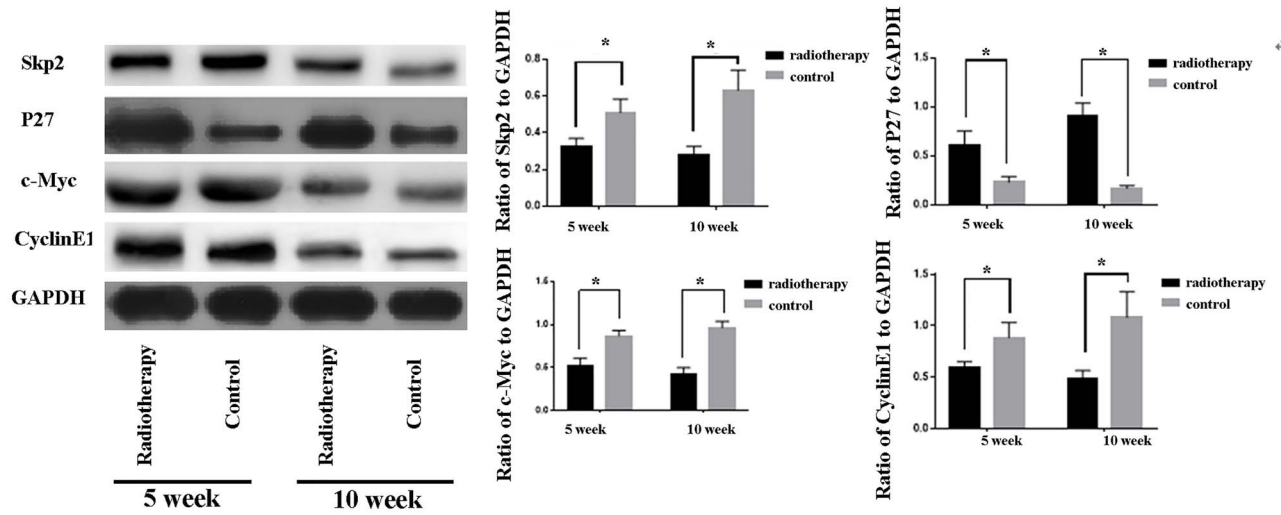 Skp2
P27
c-Myc
CyclinE1
GAPDH
Radiotherapy
Control
Radiotherapy
Control
5 week
10 week
Ratio of Skp2 to GAPDH
0.8
0.6
0.4
0.2
0.0
*
*
radiotherapy
control
5 week
10 week
Ratio of P27 to GAPDH
1.5
1.0
0.5
0.0
*
*
radiotherapy
control
5 week
10 week
Ratio of c-Myc to GAPDH
1.5
1.0
0.5
0.0
*
*
radiotherapy
control
5 week
10 week
Ratio of CyclinE1 to GAPDH
1.5
1.0
0.5
0.0
*
*
radiotherapy
control
5 week
10 week